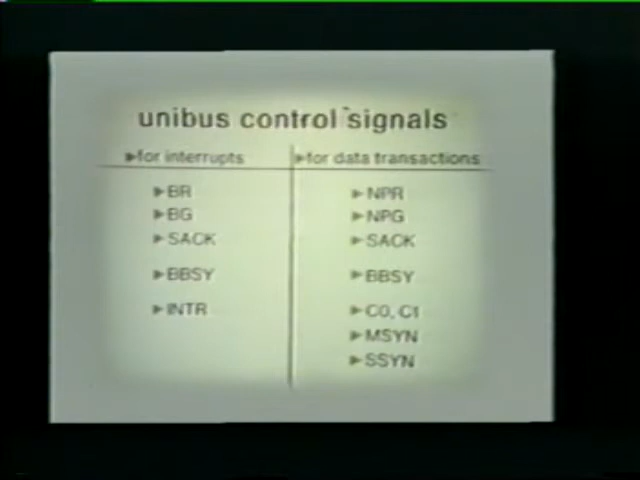 unibus control signals
▶for interrupts
▶BR
▶BG
▶SACK
▶BBSY
▶INTR
▶for data transactions
▶NPR
▶NPG
▶SACK
▶BBSY
▶C0, C1
▶MSYN
▶SSYN